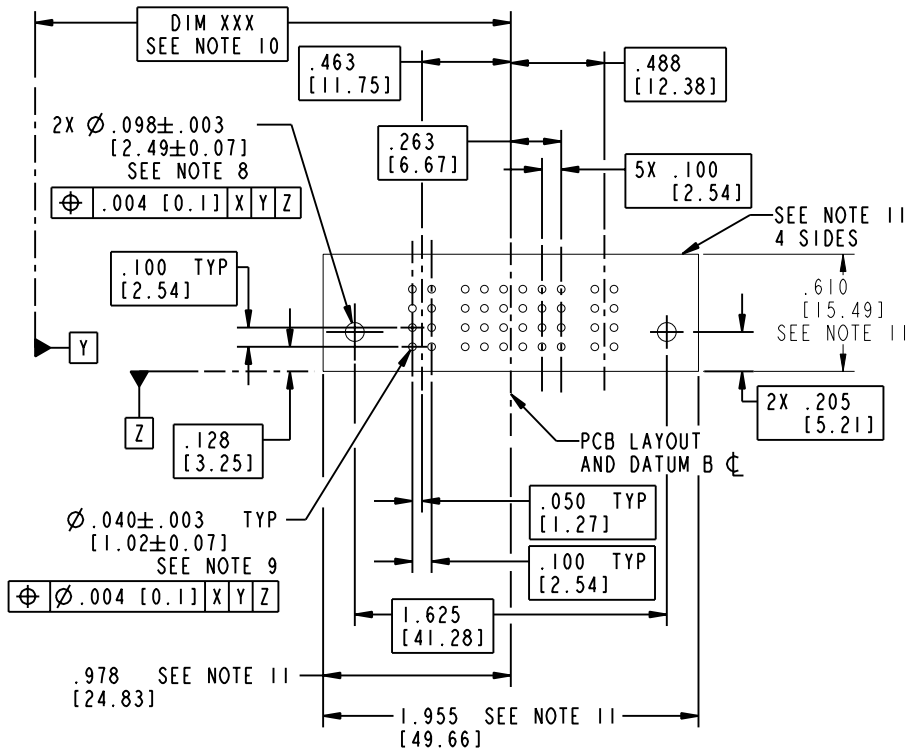 DIM XXX
SEE NOTE 10
.463
[11.75]
.488
[12.38]
2X Ø .098±.003
[2.49±0.07]
SEE NOTE 8
⌖ .004 [0.1] X Y Z
.263
[6.67]
5X .100
[2.54]
SEE NOTE 11
4 SIDES
.100 TYP
[2.54]
.610
[15.49]
SEE NOTE 11
Y
Z
.128
[3.25]
2X .205
[5.21]
PCB LAYOUT
AND DATUM B ℄
.050 TYP
[1.27]
Ø .040±.003 TYP
[1.02±0.07]
SEE NOTE 9
⌖ Ø .004 [0.1] X Y Z
.100 TYP
[2.54]
1.625
[41.28]
.978 SEE NOTE 11
[24.83]
1.955 SEE NOTE 11
[49.66]